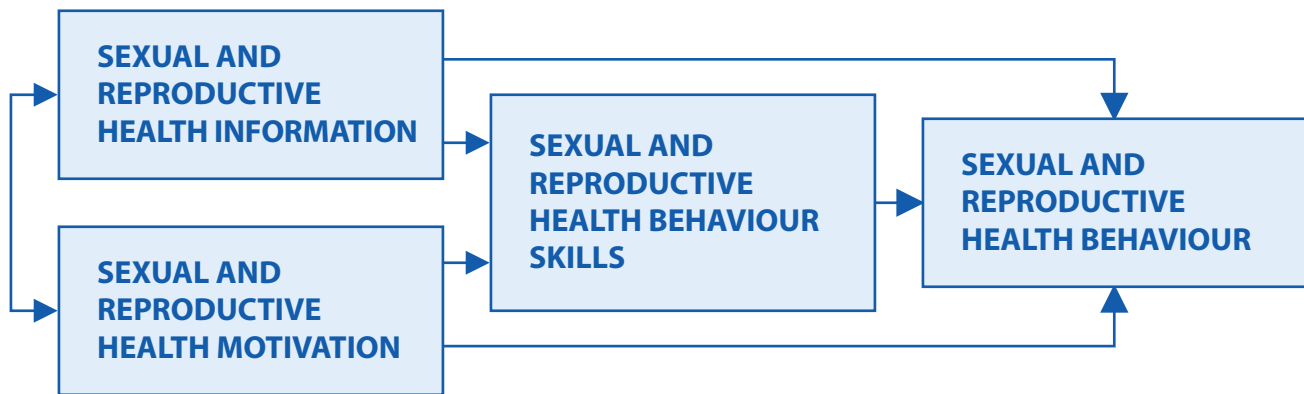 SEXUAL AND
REPRODUCTIVE
HEALTH INFORMATION
SEXUAL AND
REPRODUCTIVE
HEALTH MOTIVATION
SEXUAL AND
REPRODUCTIVE
HEALTH BEHAVIOUR
SKILLS
SEXUAL AND
REPRODUCTIVE
HEALTH BEHAVIOUR